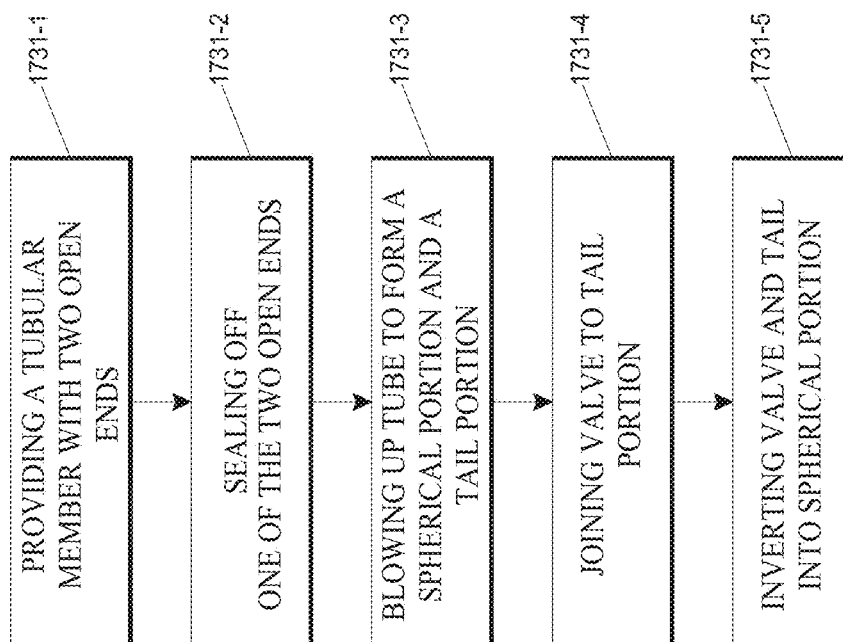 1731-1
PROVIDING A TUBULAR
MEMBER WITH TWO OPEN
ENDS
1731-2
SEALING OFF
ONE OF THE TWO OPEN ENDS
1731-3
BLOWING UP TUBE TO FORM A
SPHERICAL PORTION AND A
TAIL PORTION
1731-4
JOINING VALVE TO TAIL
PORTION
1731-5
INVERTING VALVE AND TAIL
INTO SPHERICAL PORTION